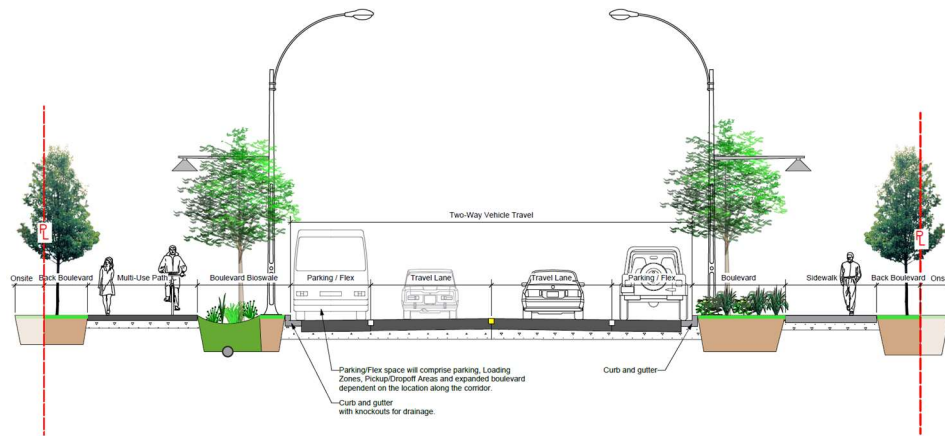 Two-Way Vehicle Travel
PL
PL
Onsite
Back Boulevard
Multi-Use Path
Boulevard Bioswale
Parking / Flex
Travel Lane
Travel Lane
Parking / Flex
Boulevard
Sidewalk
Back Boulevard
Ons
Parking/Flex space will comprise parking, Loading
Zones, Pickup/Dropoff Areas and expanded boulevard
dependent on the location along the corridor.
Curb and gutter
Curb and gutter
with knockouts for drainage.